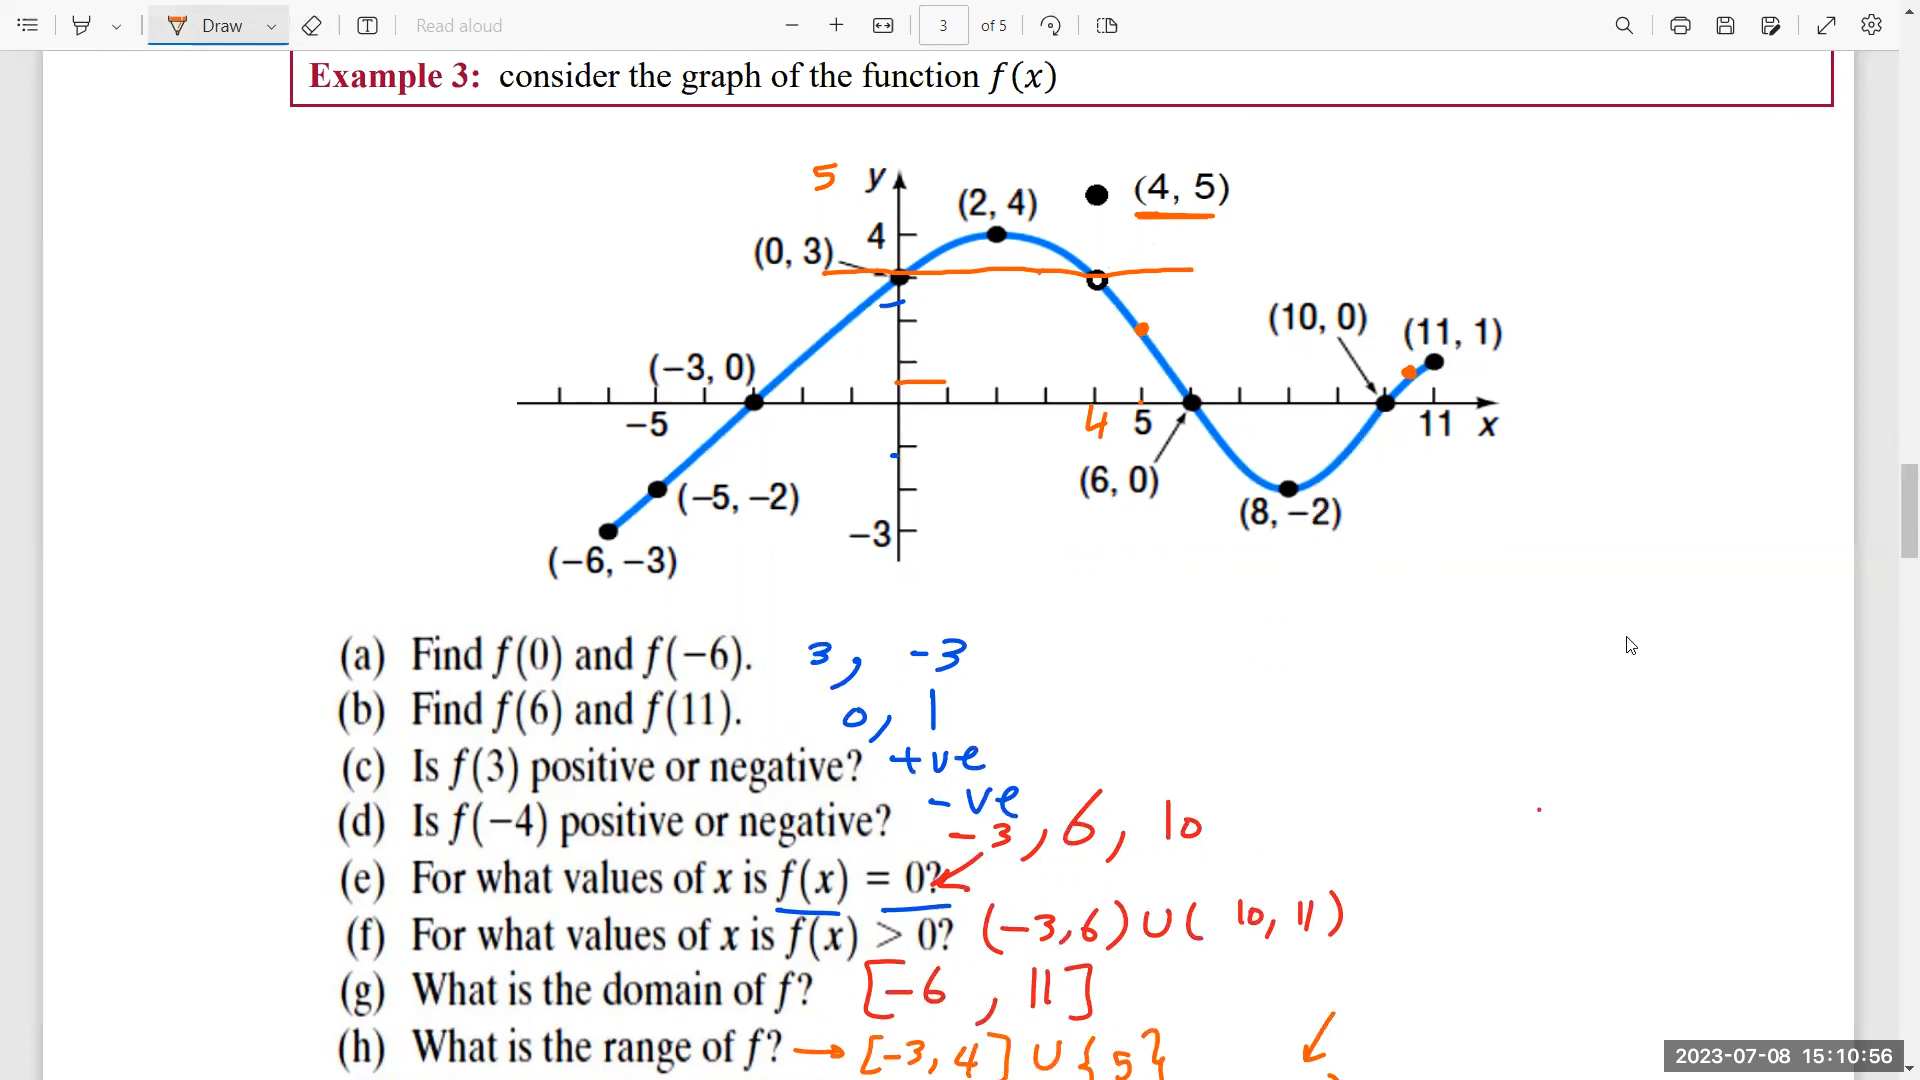 Draw
Read aloud
3 of 5
Example 3: consider the graph of the function f(x)
5 y (2, 4) (4, 5)
(0, 3) 4
(−3, 0) (10, 0) (11, 1)
−5 4 5 11 x
(−5, −2) (6, 0) (8, −2)
−3
(−6, −3)
(a) Find f(0) and f(−6). 3, -3
(b) Find f(6) and f(11). 0, 1
(c) Is f(3) positive or negative? +ve
(d) Is f(−4) positive or negative? -ve
-3, 6, 10
(e) For what values of x is f(x) = 0?
(f) For what values of x is f(x) > 0? (-3,6) U ( 10, 11)
(g) What is the domain of f? [-6 , 11]
(h) What is the range of f? → [-3, 4] U {5}
2023-07-08 15:10:56